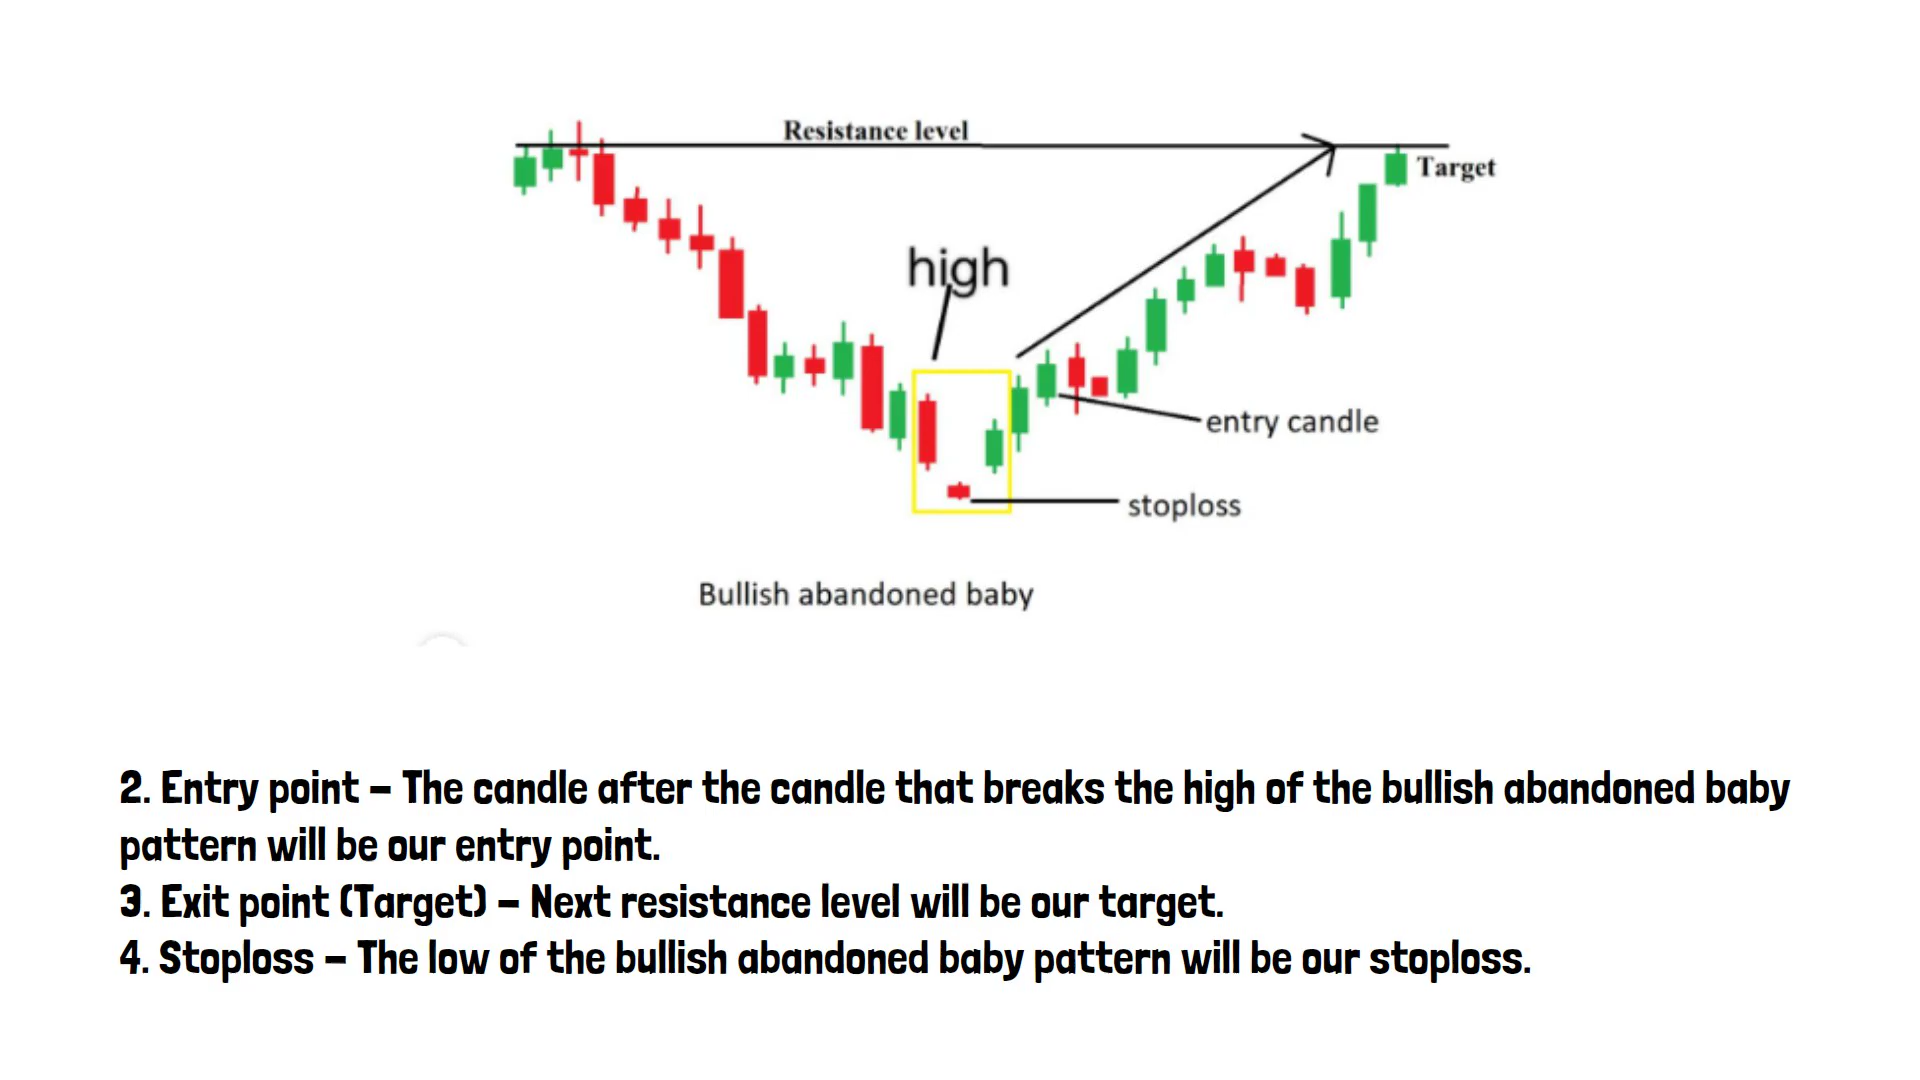 Resistance level
Target
high
entry candle
stoploss
Bullish abandoned baby
2. Entry point – The candle after the candle that breaks the high of the bullish abandoned baby
pattern will be our entry point.
3. Exit point (Target) – Next resistance level will be our target.
4. Stoploss – The low of the bullish abandoned baby pattern will be our stoploss.